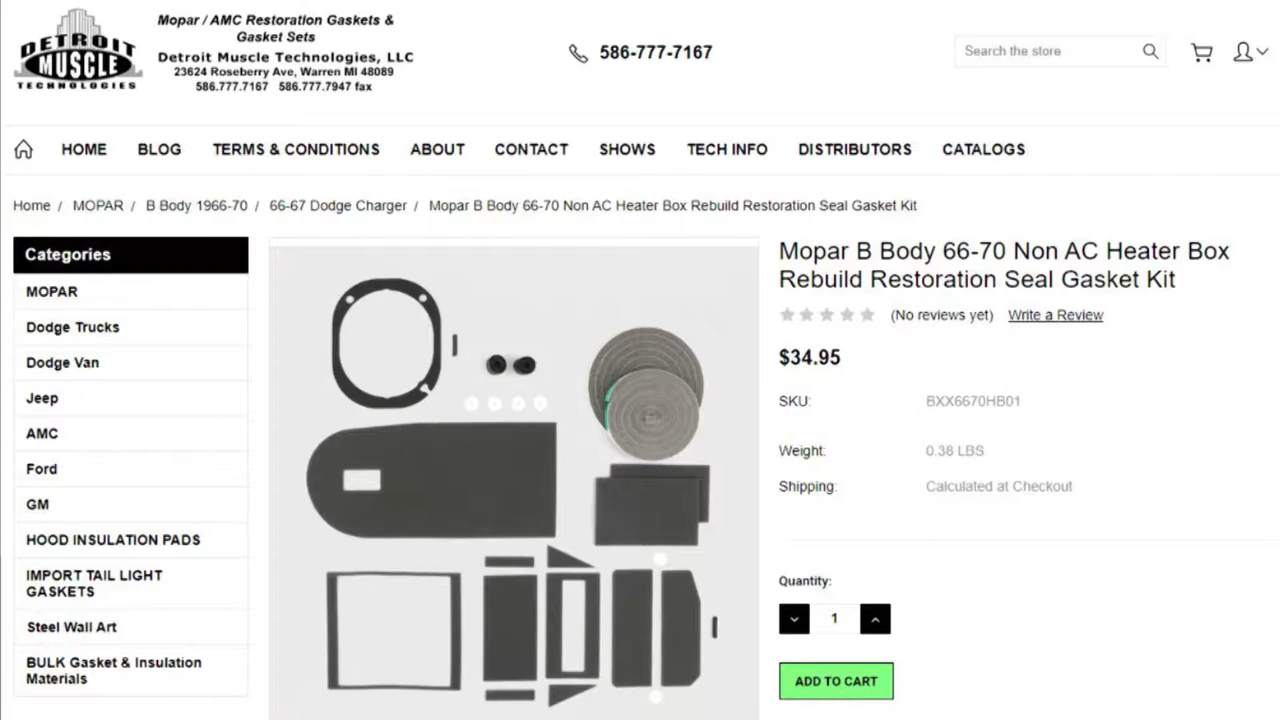 DETROIT
MUSCLE
TECHNOLOGIES
Mopar / AMC Restoration Gaskets &
Gasket Sets
Detroit Muscle Technologies, LLC
23624 Roseberry Ave, Warren MI 48089
586.777.7167 586.777.7947 fax
586-777-7167
Search the store
HOME BLOG TERMS & CONDITIONS ABOUT CONTACT SHOWS TECH INFO DISTRIBUTORS CATALOGS
Home / MOPAR / B Body 1966-70 / 66-67 Dodge Charger / Mopar B Body 66-70 Non AC Heater Box Rebuild Restoration Seal Gasket Kit
Categories
MOPAR
Dodge Trucks
Dodge Van
Jeep
AMC
Ford
GM
HOOD INSULATION PADS
IMPORT TAIL LIGHT
GASKETS
Steel Wall Art
BULK Gasket & Insulation
Materials
Mopar B Body 66-70 Non AC Heater Box
Rebuild Restoration Seal Gasket Kit
(No reviews yet) Write a Review
$34.95
SKU: BXX6670HB01
Weight: 0.38 LBS
Shipping: Calculated at Checkout
Quantity:
1
ADD TO CART